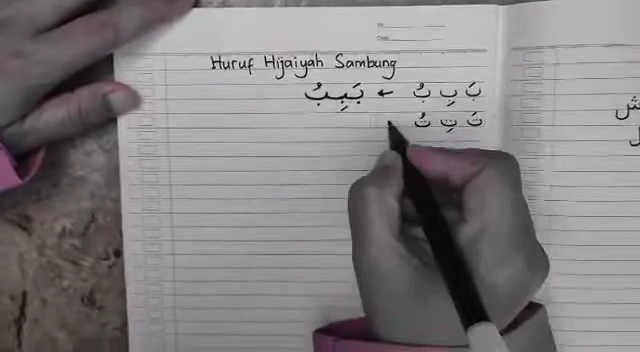 Huruf Hijaiyah Sambung
بَ بِ بُ ← بَبِبُ
تَ تِ تُ